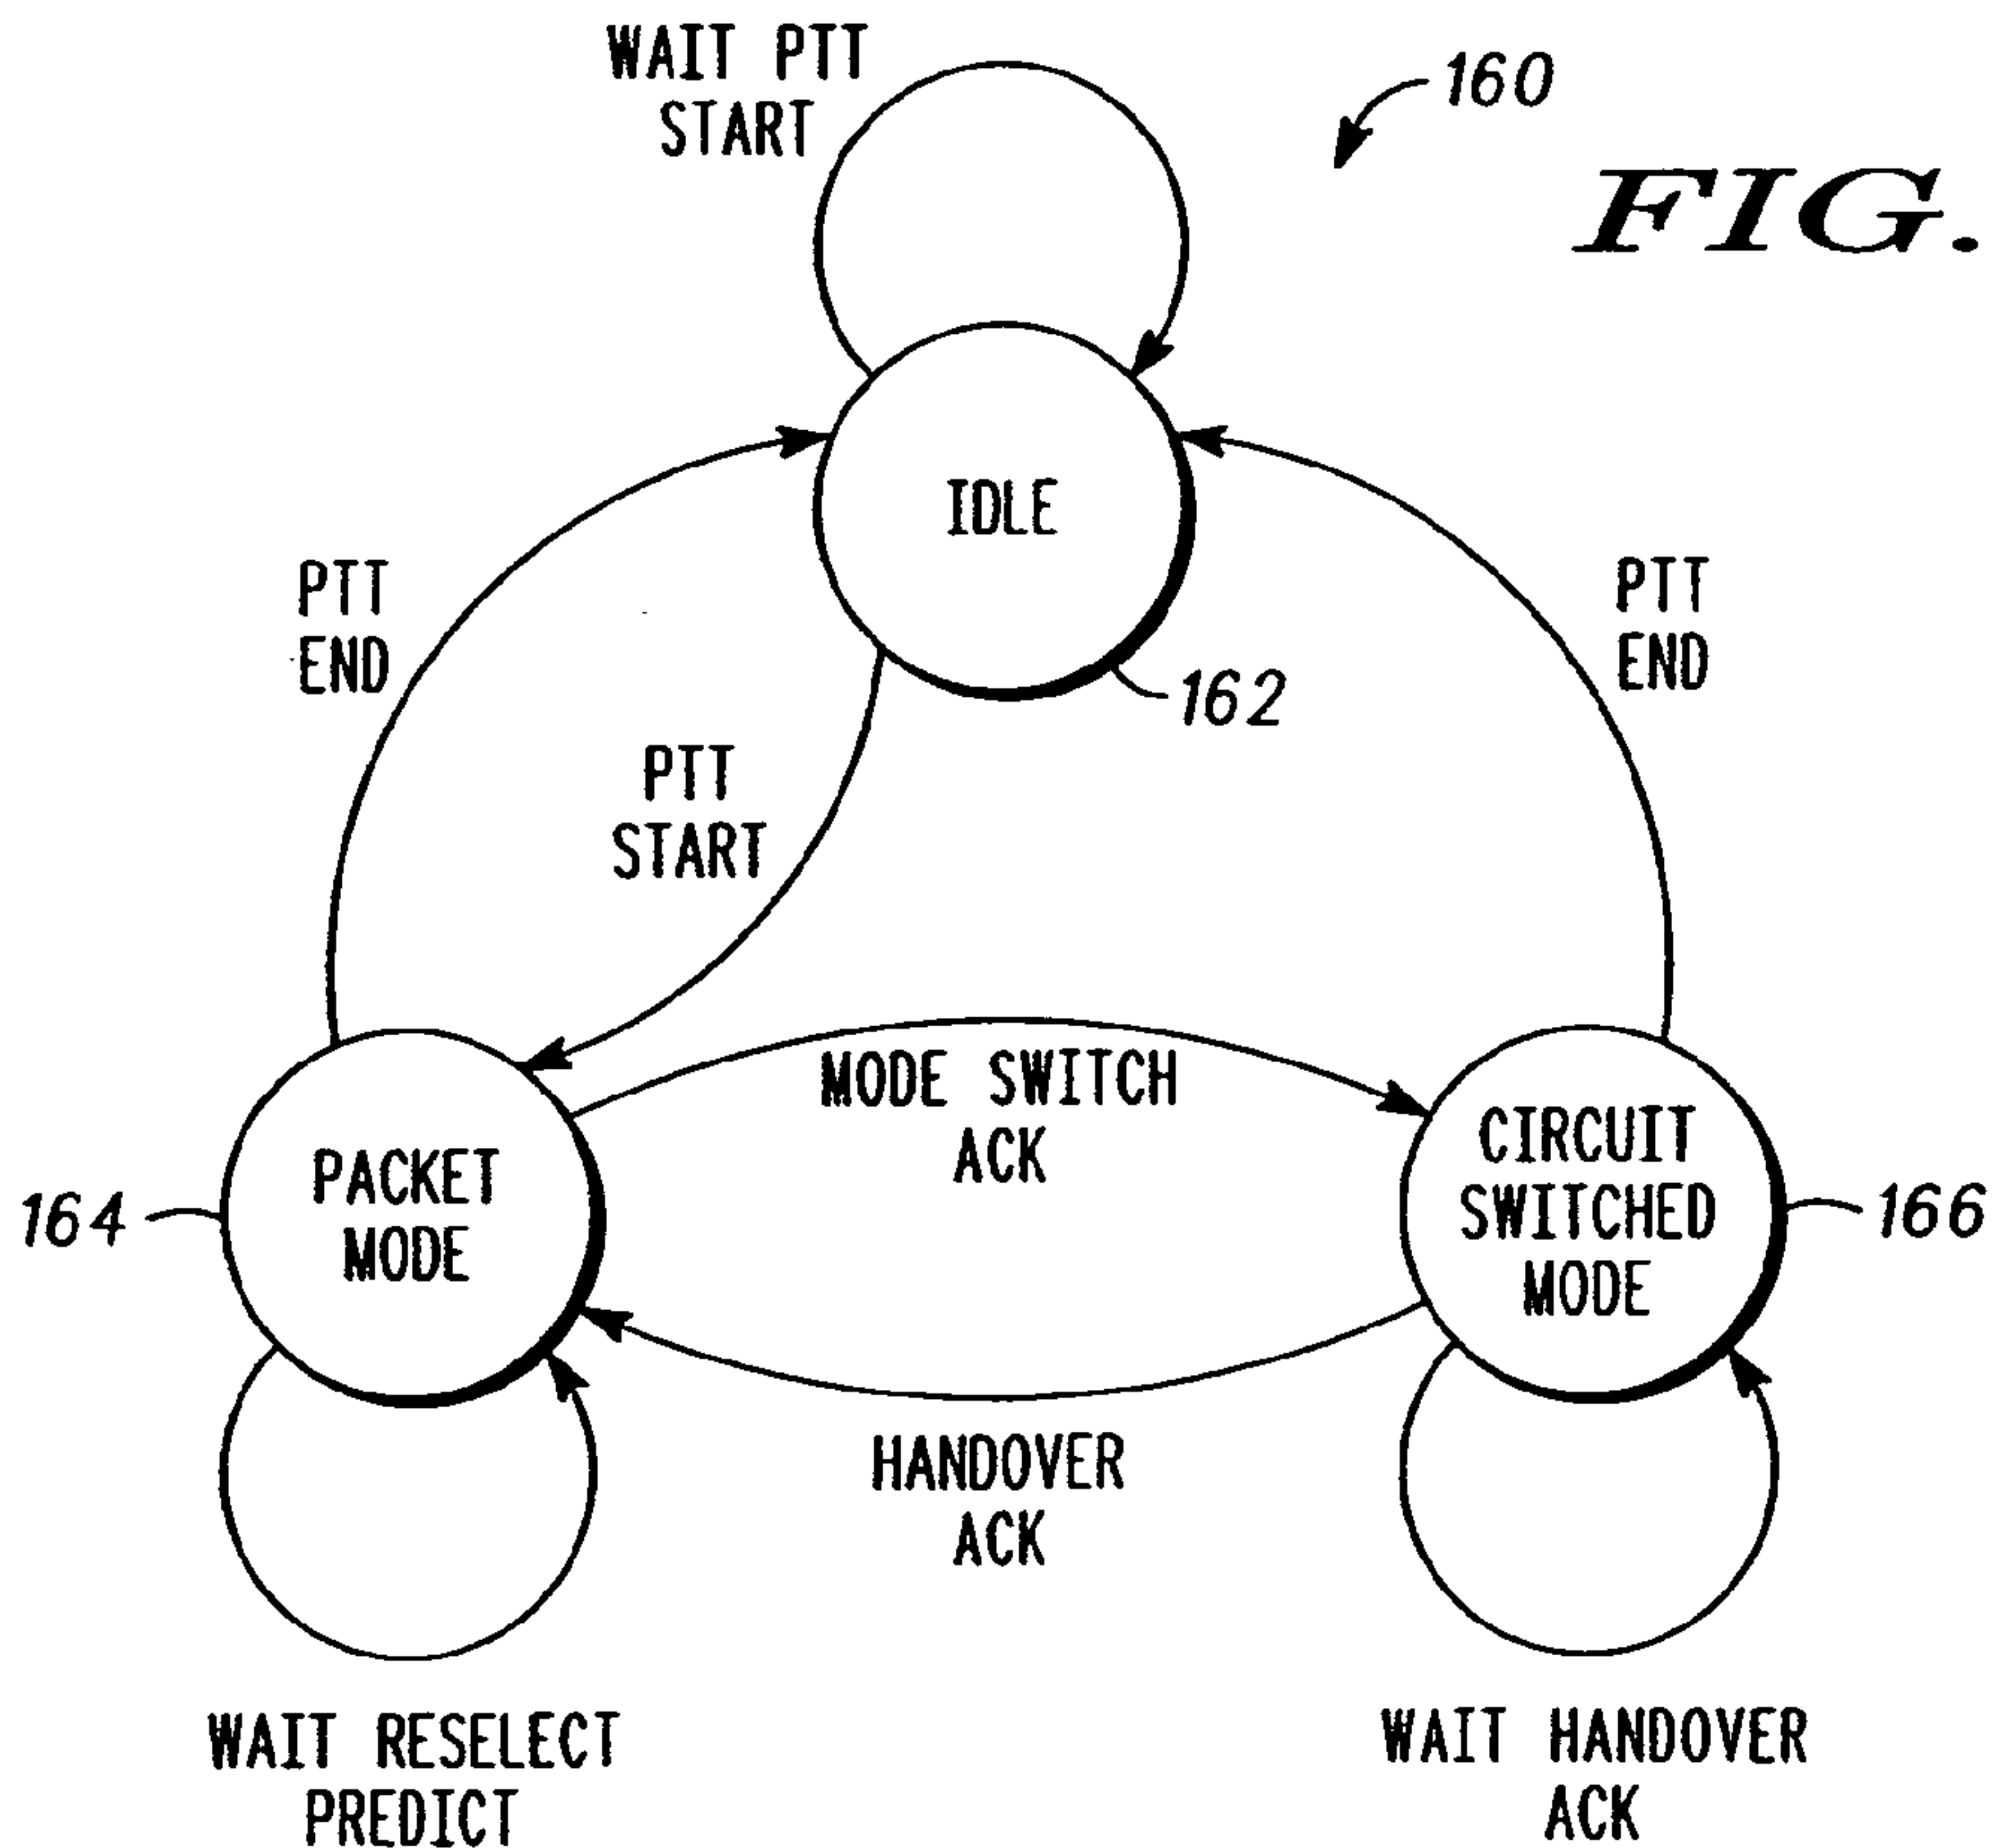 WAIT PTT
START
160
FIG.
IDLE
PTT
END
PTT
END
162
PTT
START
MODE SWITCH
ACK
PACKET
MODE
CIRCUIT
SWITCHED
MODE
164
166
HANDOVER
ACK
WAIT RESELECT
PREDICT
WAIT HANDOVER
ACK